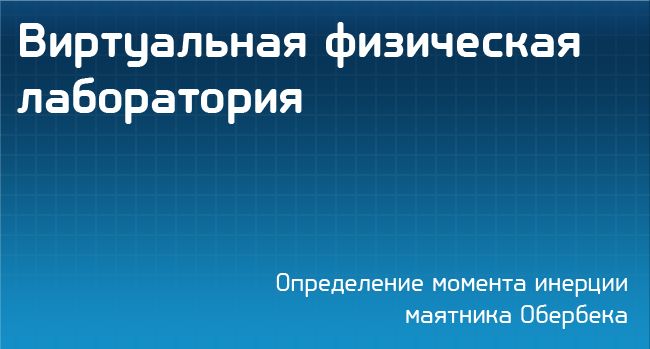 Виртуальная физическая
лаборатория
Определение момента инерции
маятника Обербека